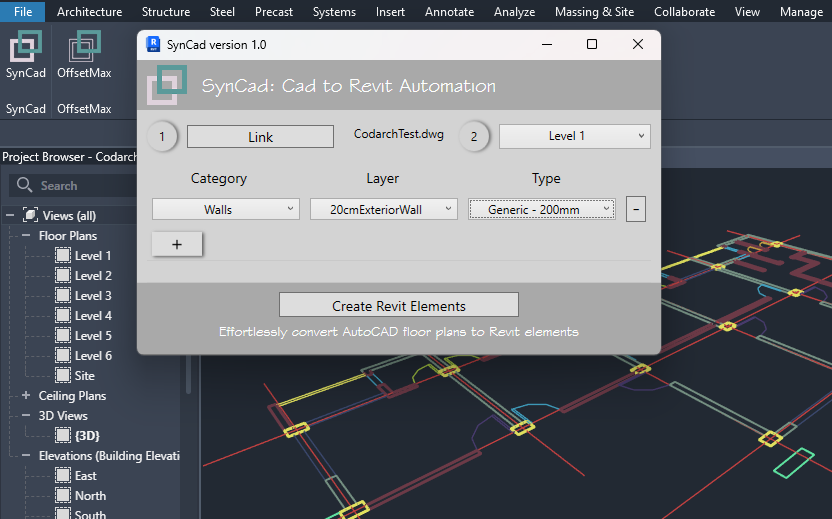 File Architecture Structure Steel Precast Systems Insert Annotate Analyze Massing & Site Collaborate View Manage
SynCad OffsetMax
SynCad OffsetMax
SynCad version 1.0
SynCad: Cad to Revit Automation
1 Link CodarchTest.dwg 2 Level 1
Category Layer Type
Walls 20cmExteriorWall Generic - 200mm -
+
Create Revit Elements
Effortlessly convert AutoCAD floor plans to Revit elements
Project Browser - Codarch
Search
Views (all)
Floor Plans
Level 1
Level 2
Level 3
Level 4
Level 5
Level 6
Site
Ceiling Plans
3D Views
{3D}
Elevations (Building Elevati
East
North
South